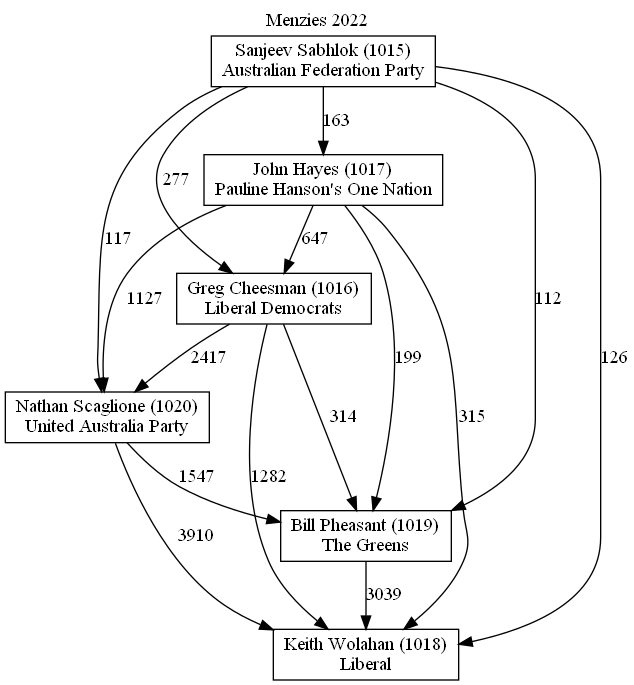 Menzies 2022
Sanjeev Sabhlok (1015)
Australian Federation Party
163
John Hayes (1017)
Pauline Hanson's One Nation
277
117
647
Greg Cheesman (1016)
Liberal Democrats
1127
112
126
2417
199
Nathan Scaglione (1020)
United Australia Party
314
315
1547
1282
Bill Pheasant (1019)
The Greens
3910
3039
Keith Wolahan (1018)
Liberal